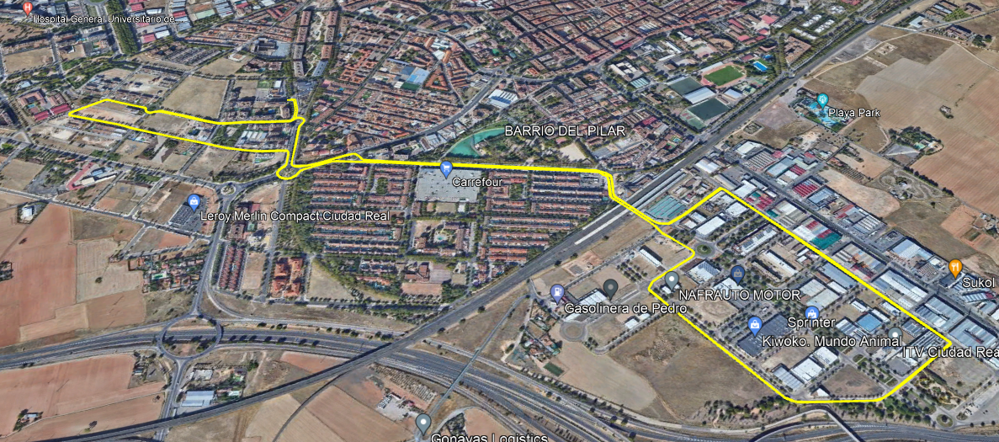 Hospital General Universitario de...
Playa Park
BARRIO DEL PILAR
Carrefour
Leroy Merlin Compact Ciudad Real
Sukol
NAFRAUTO MOTOR
Gasolinera de Pedro
Sprinter
Kiwoko. Mundo Animal
ITV Ciudad Rea
Gonavas Logistics